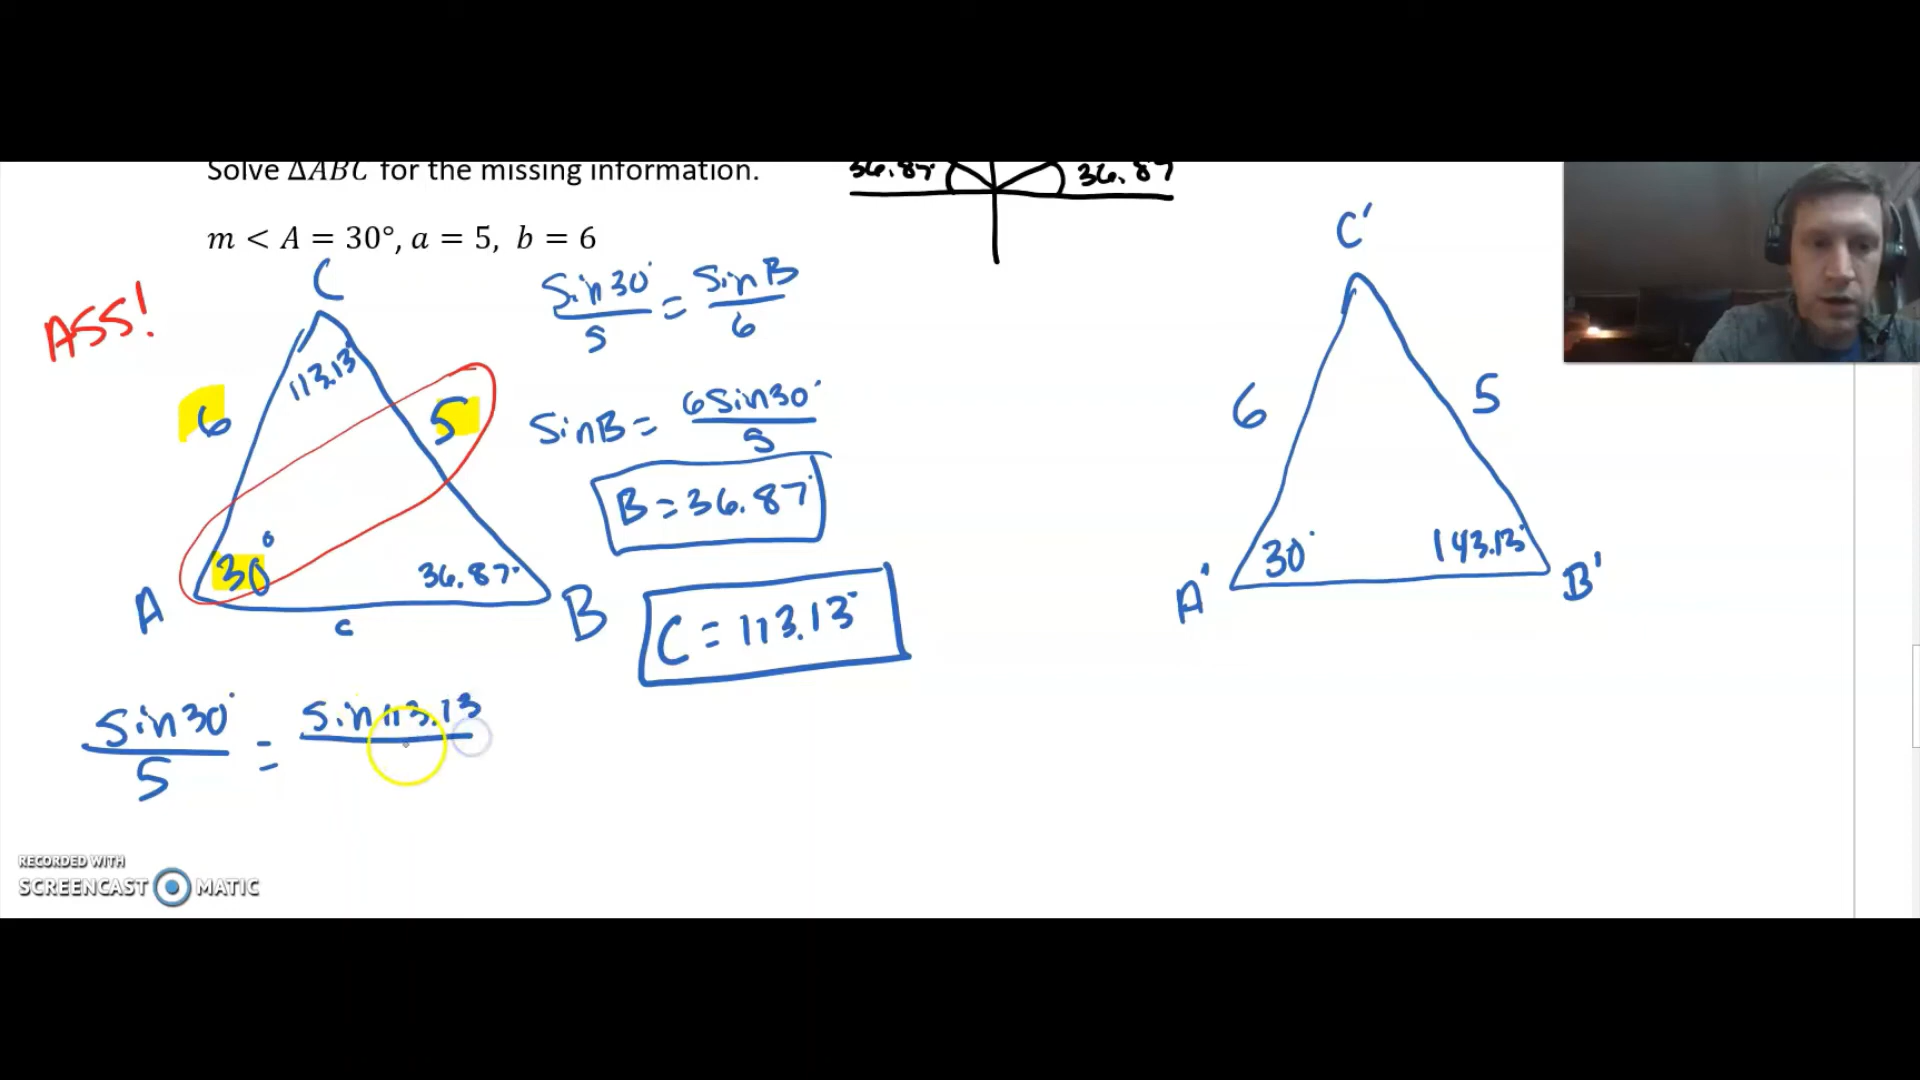 Solve ΔABC for the missing information.
36.87°
36.87
m < A = 30°, a = 5, b = 6
ASS!
C
113.13°
6
5
30°
36.87°
A
B
c
sin30° = sinB
5 6
sinB = 6sin30°
5
B = 36.87°
C = 113.13°
sin30° = sin113.13
5
C'
6
5
30°
143.13°
A'
B'
RECORDED WITH
SCREENCAST MATIC